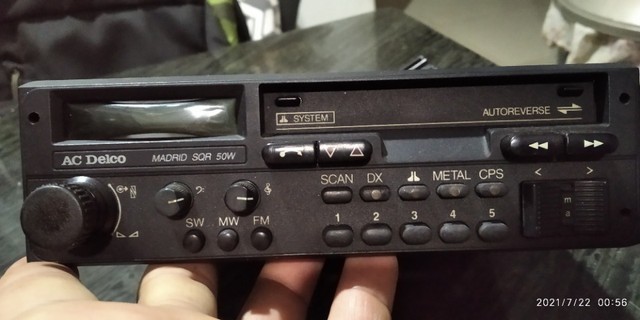 SYSTEM
AUTOREVERSE
AC Delco MADRID SQR 50W
SCAN DX METAL CPS
SW MW FM
1 2 3 4 5
2021/7/22 00:56